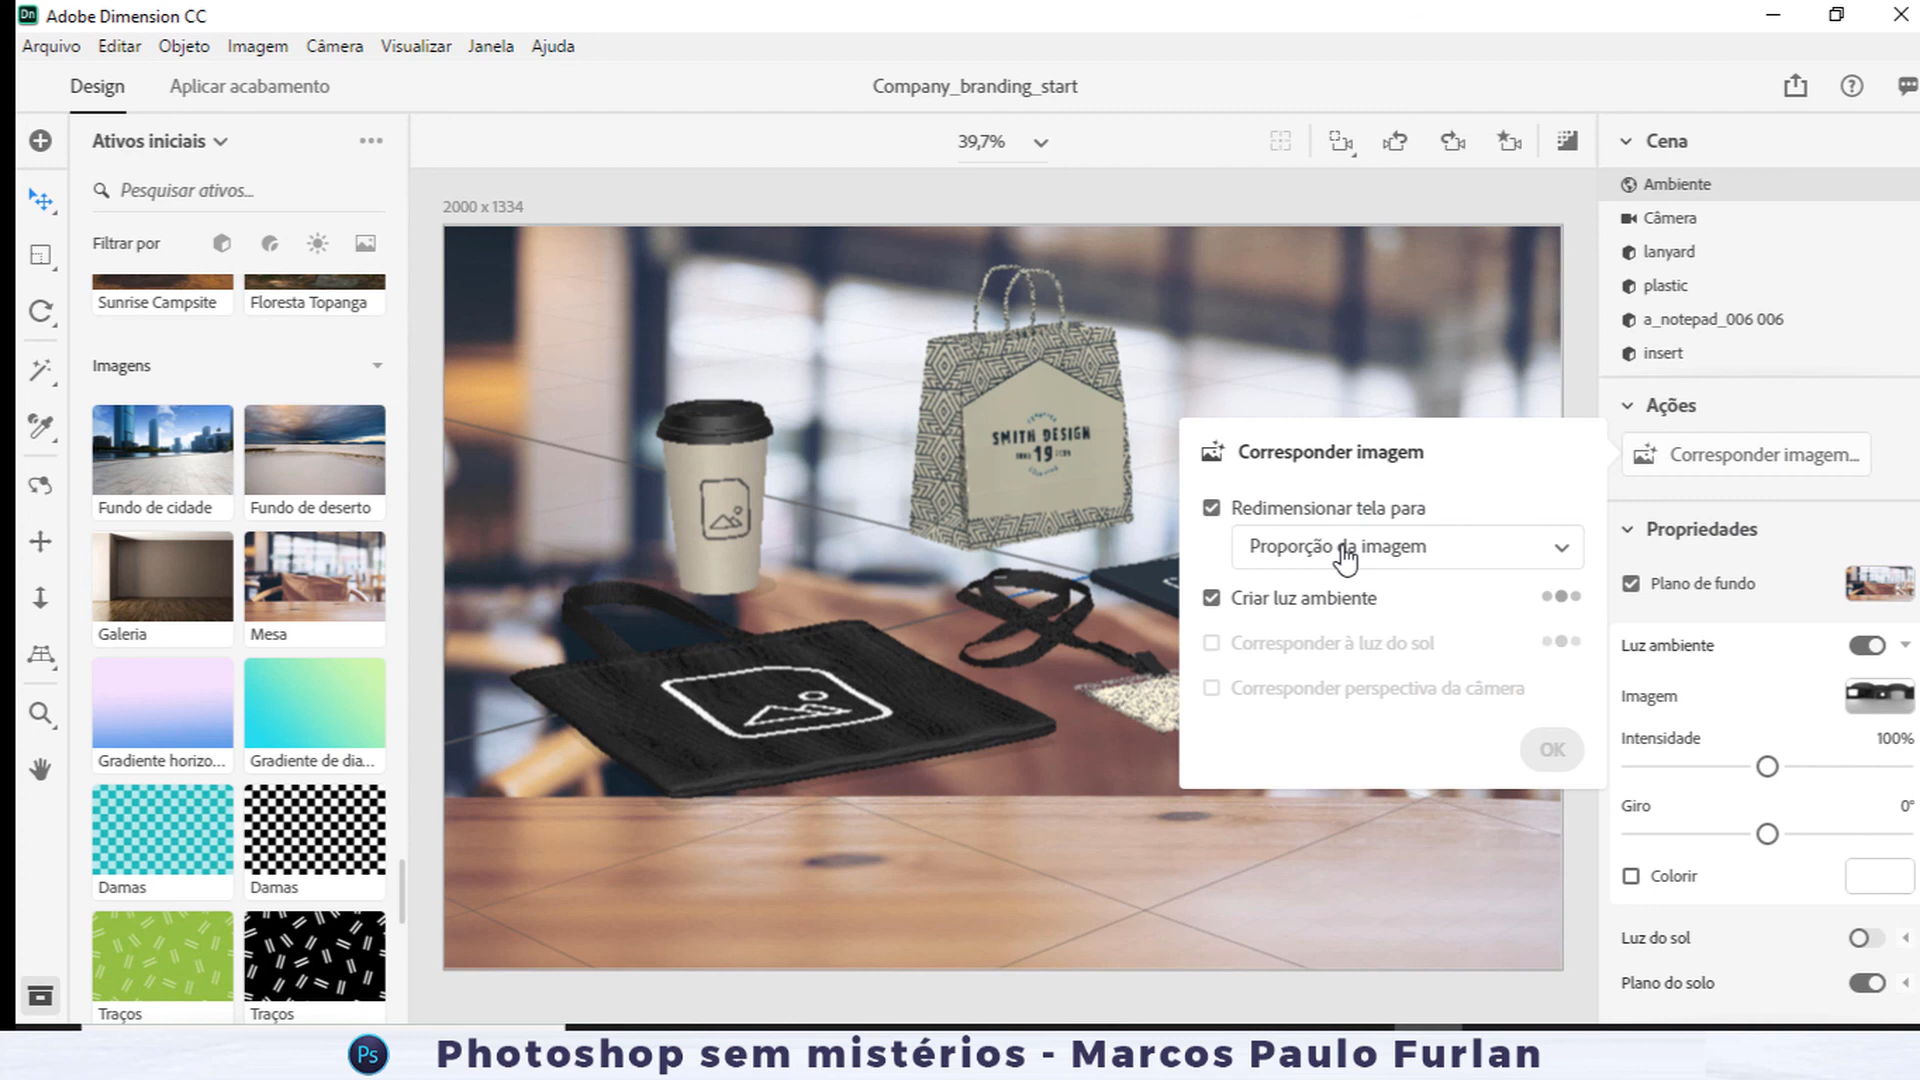 Dn Adobe Dimension CC
Arquivo Editar Objeto Imagem Câmera Visualizar Janela Ajuda
Design Aplicar acabamento Company_branding_start
Ativos iniciais
39,7%
Cena
Pesquisar ativos...
Ambiente
2000 x 1334
Câmera
Filtrar por
lanyard
plastic
Sunrise Campsite Floresta Topanga
a_notepad_006 006
insert
Imagens
Ações
SMITH DESIGN
19
Corresponder imagem
Corresponder imagem...
Fundo de cidade Fundo de deserto
Redimensionar tela para
Propriedades
Proporção da imagem
Plano de fundo
Criar luz ambiente
Galeria Mesa
Corresponder à luz do sol
Luz ambiente
Corresponder perspectiva da câmera
Imagem
Intensidade 100%
OK
Gradiente horizo... Gradiente de dia...
Giro 0°
Colorir
Damas Damas
Luz do sol
Plano do solo
Traços Traços
Ps Photoshop sem mistérios - Marcos Paulo Furlan